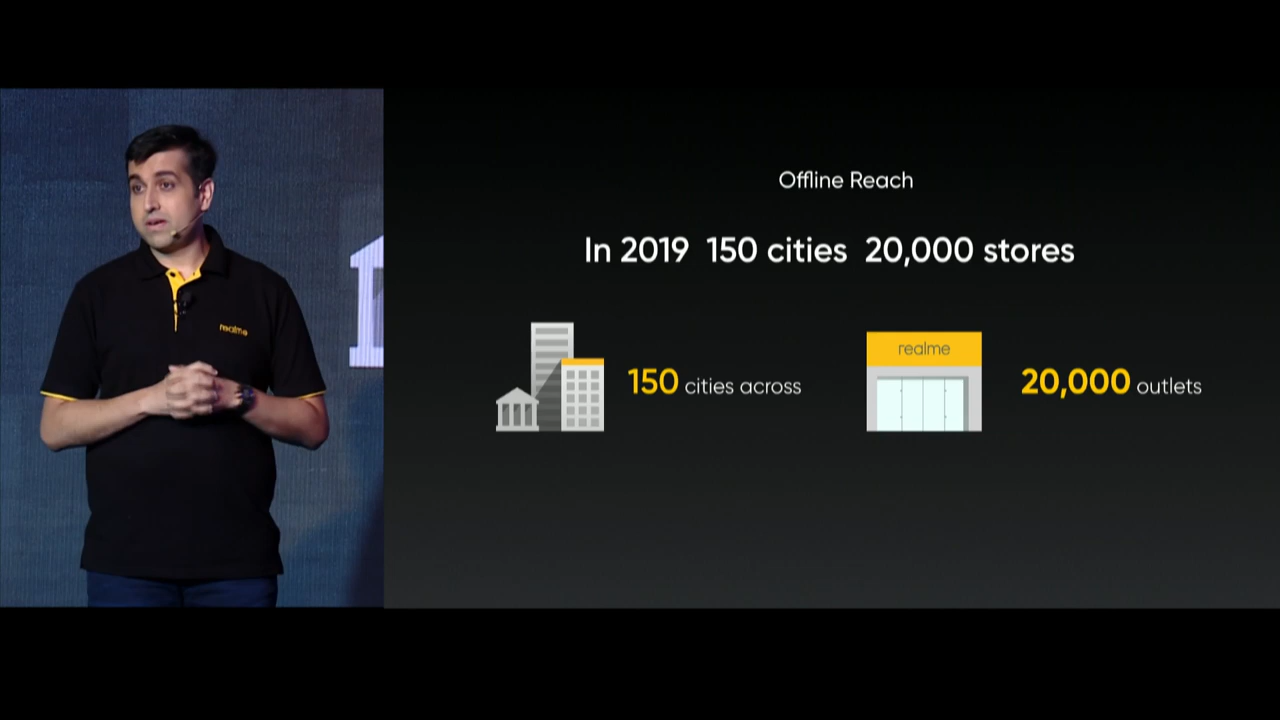 realme
Offline Reach
In 2019 150 cities 20,000 stores
150 cities across
realme
20,000 outlets